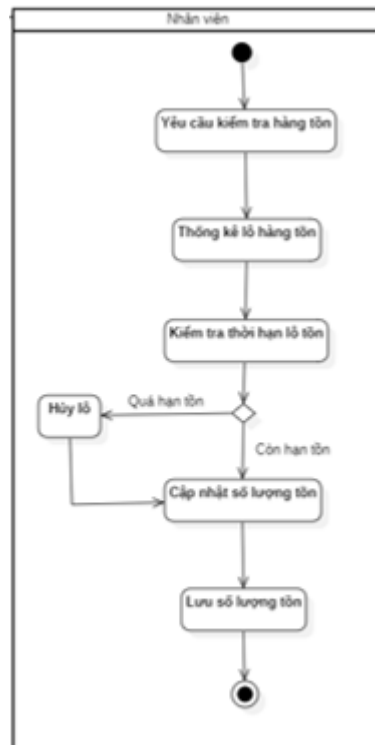 Nhân viên
Yêu cầu kiểm tra hàng tồn
Thống kê lô hàng tồn
Kiểm tra thời hạn lô tồn
Quá hạn tồn
Hủy lô
Còn hạn tồn
Cập nhật số lượng tồn
Lưu số lượng tồn